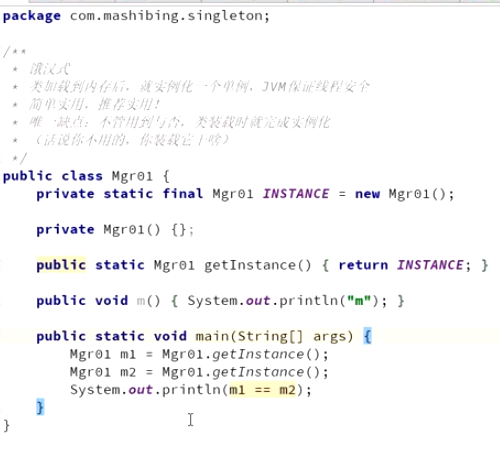 package com.mashibing.singleton;
/**
 * 饿汉式
 * 类加载到内存后，就实例化一个单例，JVM保证线程安全
 * 简单实用，推荐实用！
 * 唯一缺点：不管用到与否，类装载时就完成实例化
 * （话说你不用的，你装载它干啥）
 */
public class Mgr01 {
    private static final Mgr01 INSTANCE = new Mgr01();
    private Mgr01() {};
    public static Mgr01 getInstance() { return INSTANCE; }
    public void m() { System.out.println("m"); }
    public static void main(String[] args) {
        Mgr01 m1 = Mgr01.getInstance();
        Mgr01 m2 = Mgr01.getInstance();
        System.out.println(m1 == m2);
    }
}